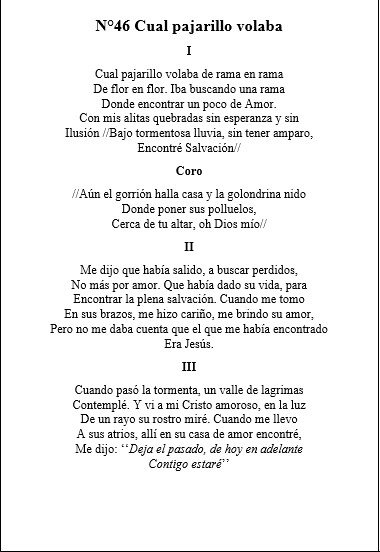 N°46 Cual pajarillo volaba
I
Cual pajarillo volaba de rama en rama
De flor en flor. Iba buscando una rama
Donde encontrar un poco de Amor.
Con mis alitas quebradas sin esperanza y sin
Ilusión //Bajo tormentosa lluvia, sin tener amparo,
Encontré Salvación//
Coro
//Aún el gorrión halla casa y la golondrina nido
Donde poner sus polluelos,
Cerca de tu altar, oh Dios mío//
II
Me dijo que había salido, a buscar perdidos,
No más por amor. Que había dado su vida, para
Encontrar la plena salvación. Cuando me tomo
En sus brazos, me hizo cariño, me brindo su amor,
Pero no me daba cuenta que el que me había encontrado
Era Jesús.
III
Cuando pasó la tormenta, un valle de lagrimas
Contemplé. Y vi a mi Cristo amoroso, en la luz
De un rayo su rostro miré. Cuando me llevo
A sus atrios, allí en su casa de amor encontré,
Me dijo: ‘‘Deja el pasado, de hoy en adelante
Contigo estaré’’